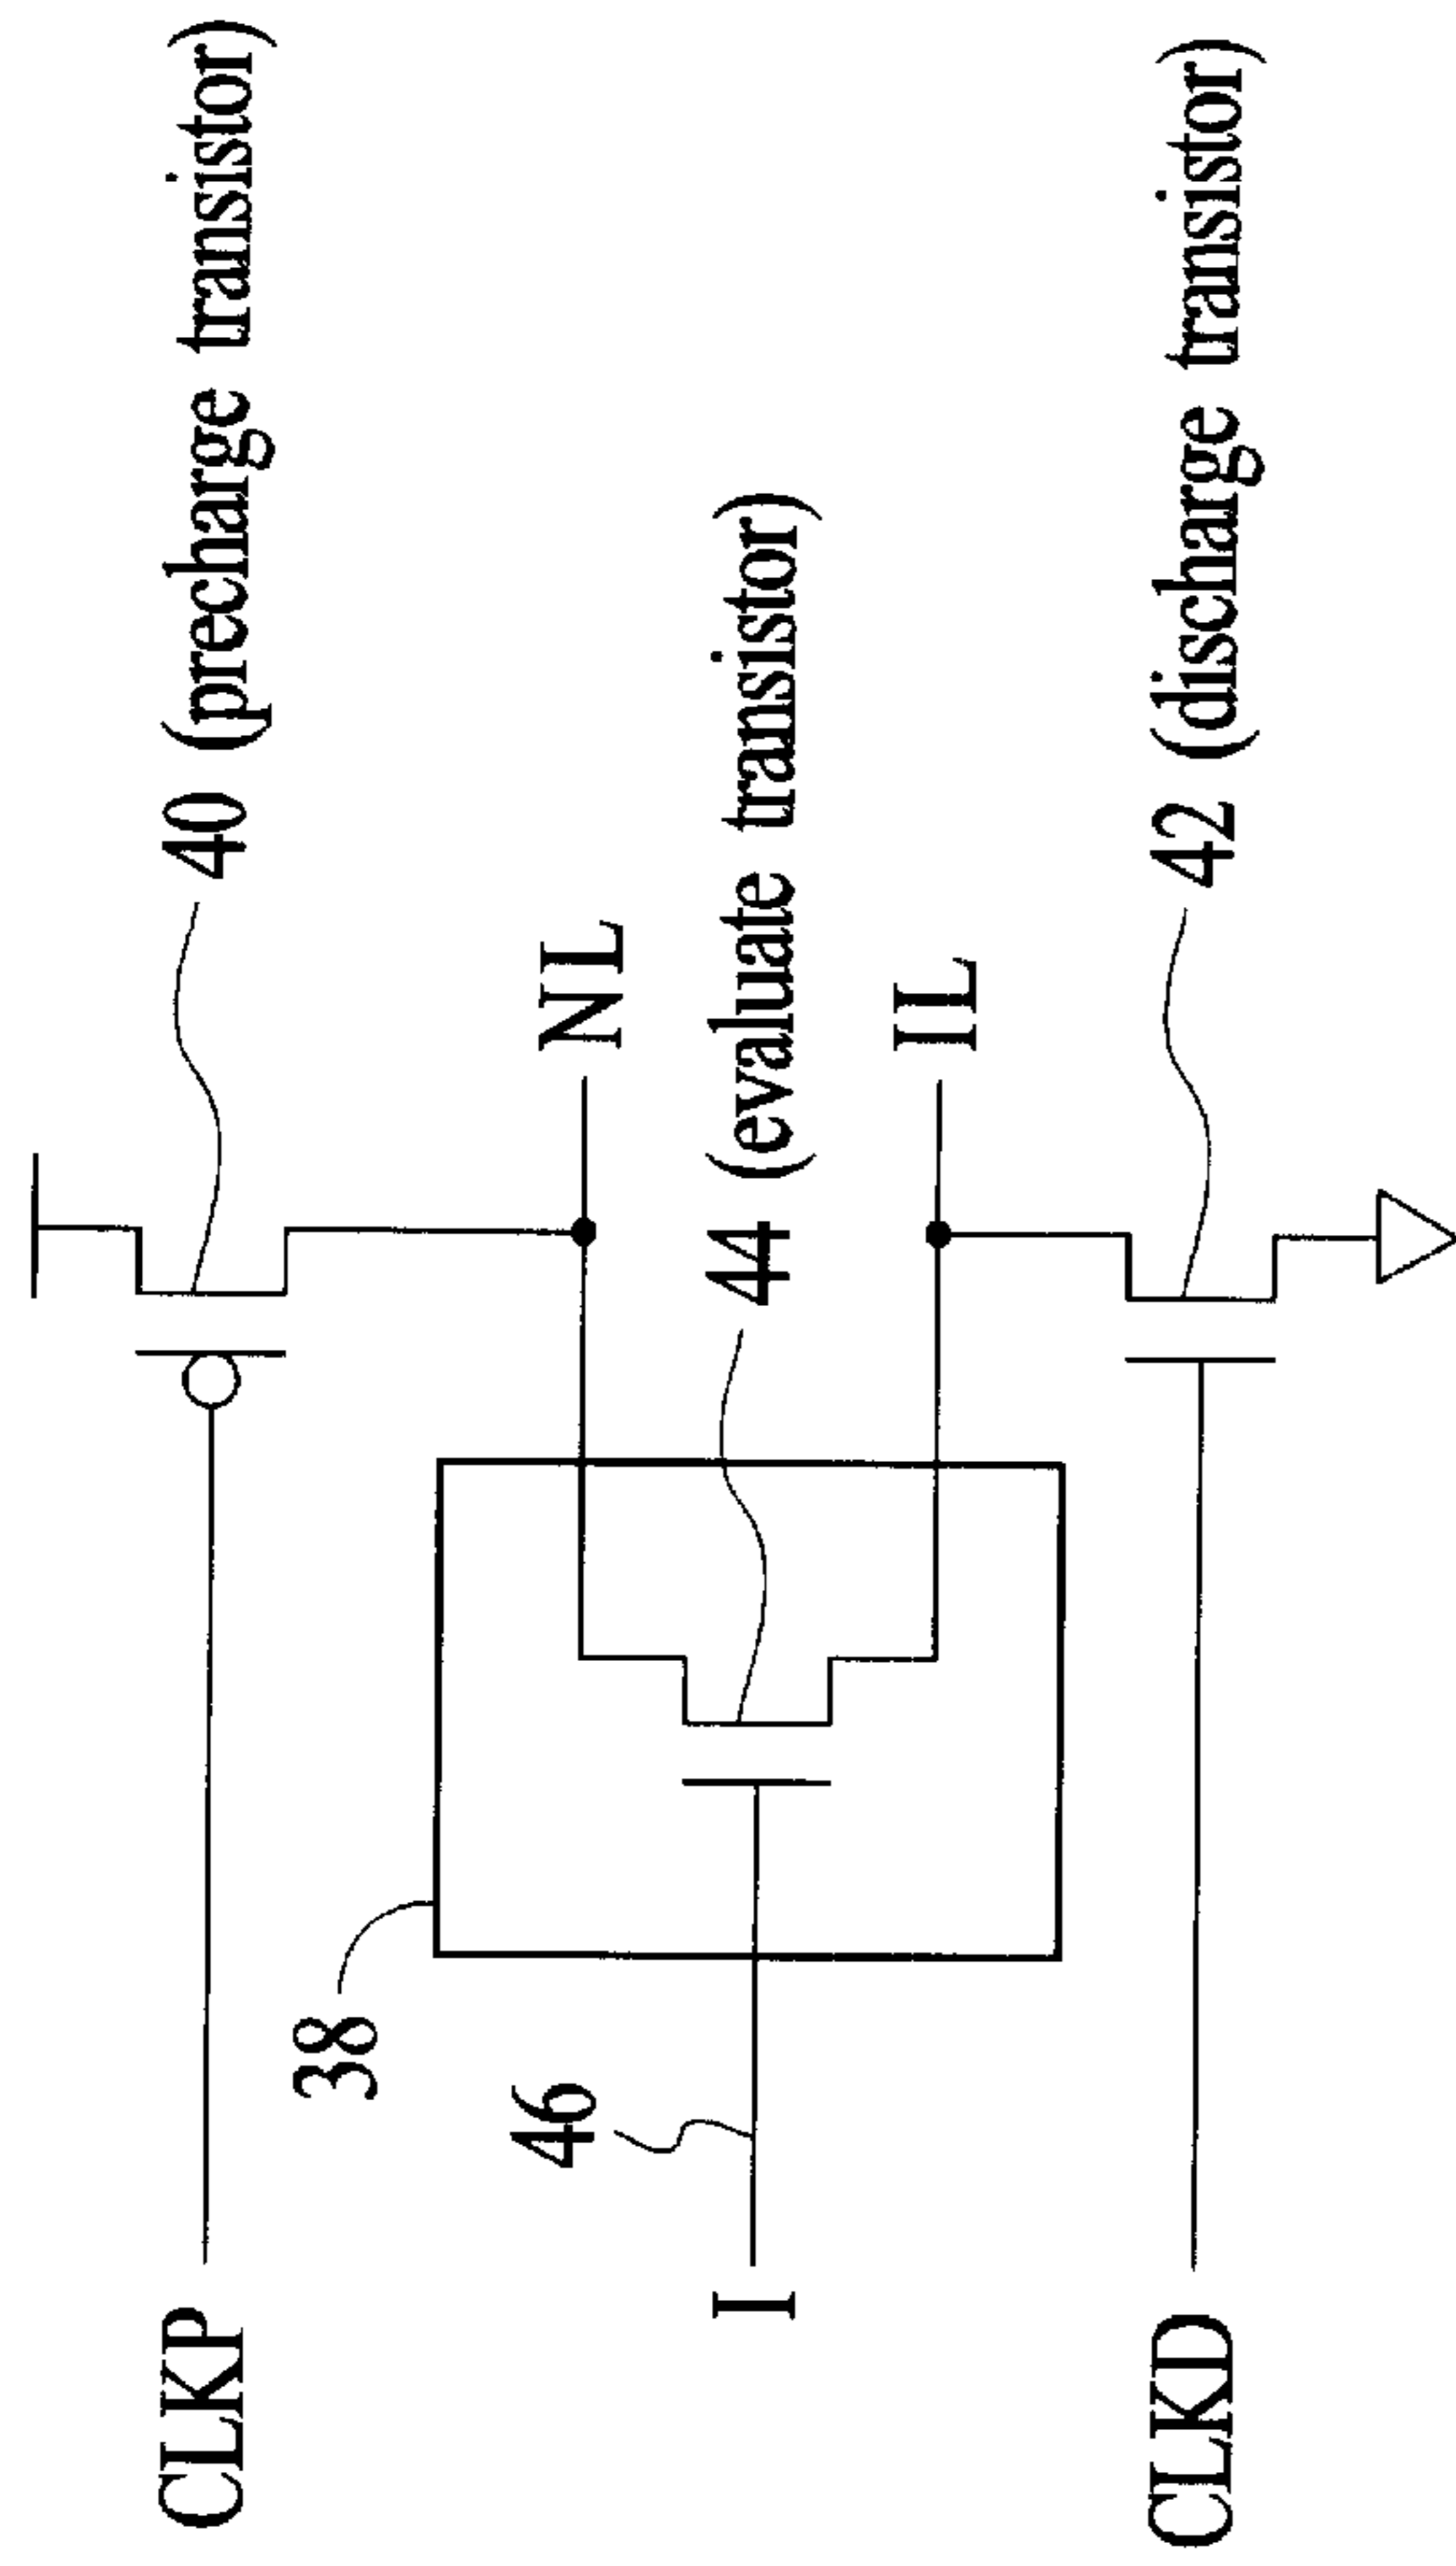 CLKP
40 (precharge transistor)
38
NL
46
I
44 (evaluate transistor)
IL
CLKD
42 (discharge transistor)